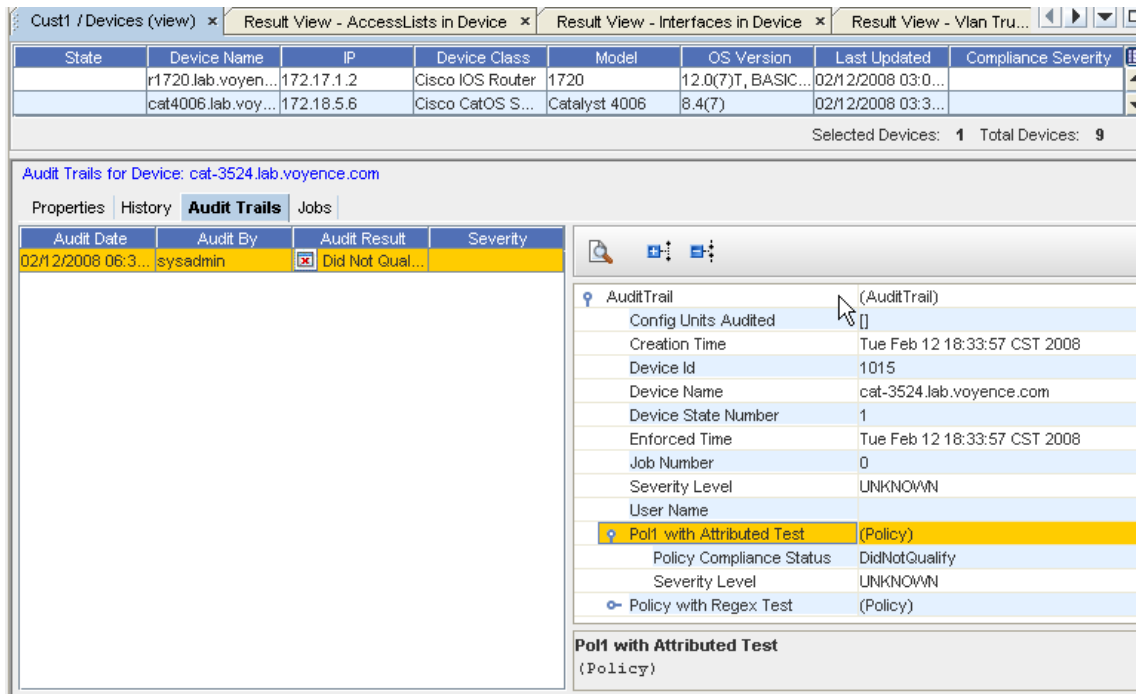 Cust1 / Devices (view) × Result View - AccessLists in Device × Result View - Interfaces in Device × Result View - Vlan Tru...
State Device Name IP Device Class Model OS Version Last Updated Compliance Severity
r1720.lab.voyen... 172.17.1.2 Cisco IOS Router 1720 12.0(7)T, BASIC... 02/12/2008 03:0...
cat4006.lab.voy... 172.18.5.6 Cisco CatOS S... Catalyst 4006 8.4(7) 02/12/2008 03:3...
Selected Devices: 1 Total Devices: 9
Audit Trails for Device: cat-3524.lab.voyence.com
Properties History Audit Trails Jobs
Audit Date Audit By Audit Result Severity
02/12/2008 06:3... sysadmin Did Not Qual...
AuditTrail (AuditTrail)
Config Units Audited []
Creation Time Tue Feb 12 18:33:57 CST 2008
Device Id 1015
Device Name cat-3524.lab.voyence.com
Device State Number 1
Enforced Time Tue Feb 12 18:33:57 CST 2008
Job Number 0
Severity Level UNKNOWN
User Name
Pol1 with Attributed Test (Policy)
Policy Compliance Status DidNotQualify
Severity Level UNKNOWN
Policy with Regex Test (Policy)
Pol1 with Attributed Test
(Policy)